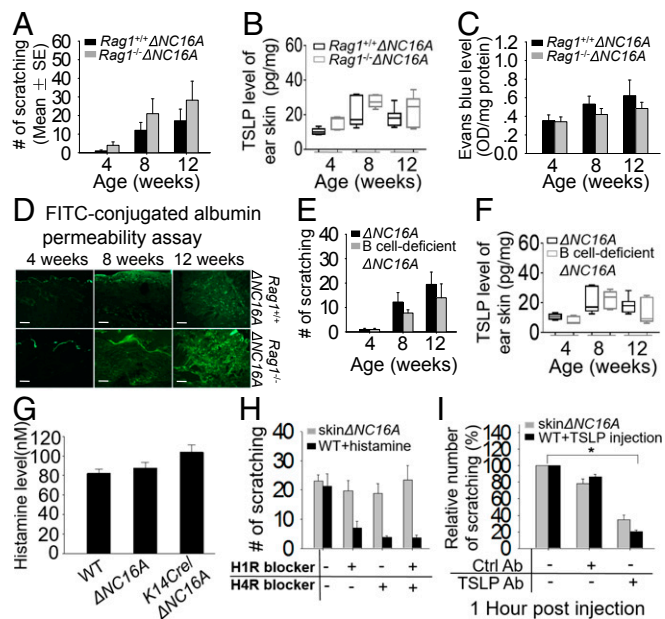 A
# of scratching
(Mean ± SE)
60
50
40
30
20
10
0
Rag1+/+ΔNC16A
Rag1-/-ΔNC16A
4 8 12
Age (weeks)
B
TSLP level of
ear skin (pg/mg)
60
40
20
0
Rag1+/+ΔNC16A
Rag1-/-ΔNC16A
4 8 12
Age (weeks)
C
Evans blue level
(OD/mg protein)
1.4
1.2
1.0
.8
.6
.4
.2
0
Rag1+/+ΔNC16A
Rag1-/-ΔNC16A
4 8 12
Age (weeks)
D
FITC-conjugated albumin
permeability assay
4 weeks 8 weeks 12 weeks
Rag1+/+
ΔNC16A
Rag1-/-
ΔNC16A
E
# of scratching
40
30
20
10
0
ΔNC16A
B cell-deficient
ΔNC16A
4 8 12
Age (weeks)
F
TSLP level of
ear skin (pg/mg)
60
40
20
0
ΔNC16A
B cell-deficient
ΔNC16A
4 8 12
Age (weeks)
G
Histamine level(nM)
140
120
100
80
60
40
20
0
WT
ΔNC16A
K14Cre/
ΔNC16A
H
# of scratching
40
30
20
10
0
skinΔNC16A
WT+histamine
H1R blocker - + - +
H4R blocker - - + +
I
Relative number
of scratching (%)
140
120
100
80
60
40
20
0
skinΔNC16A
WT+TSLP injection
*
Ctrl Ab - + -
TSLP Ab - - +
1 Hour post injection